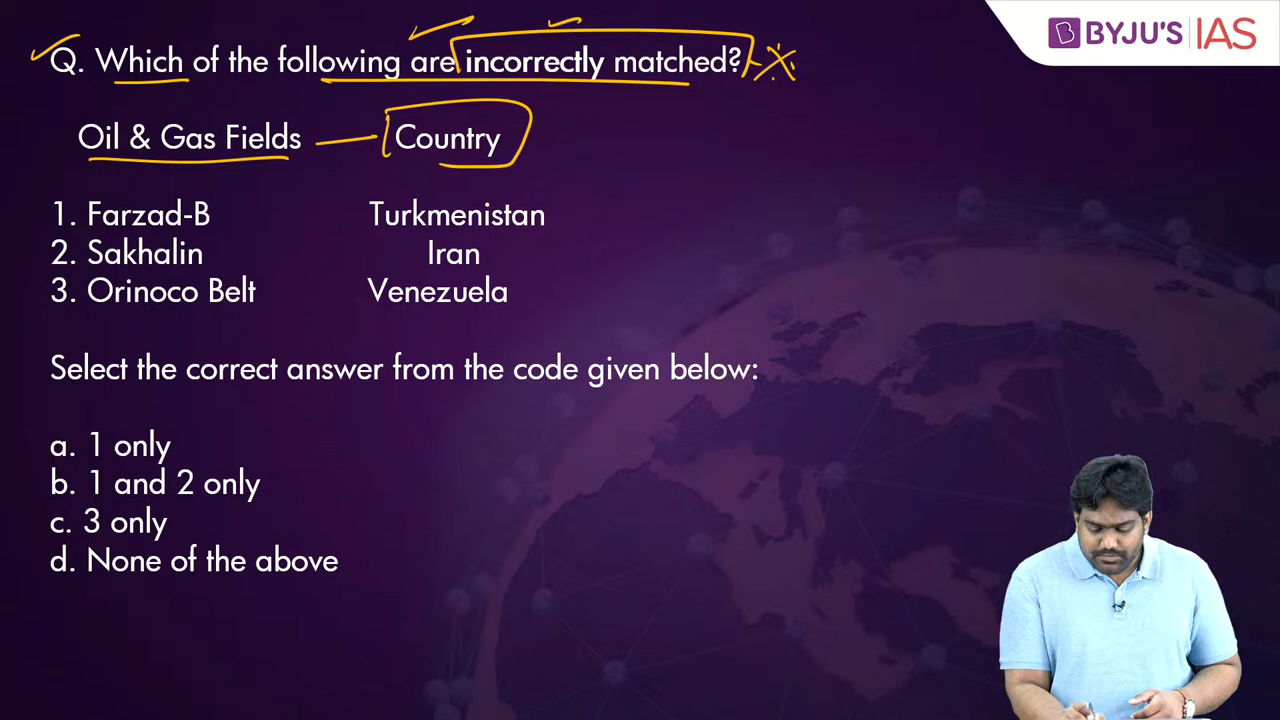 BYJU'S IAS
Q. Which of the following are incorrectly matched?
Oil & Gas Fields Country
1. Farzad-B Turkmenistan
2. Sakhalin Iran
3. Orinoco Belt Venezuela
Select the correct answer from the code given below:
a. 1 only
b. 1 and 2 only
c. 3 only
d. None of the above